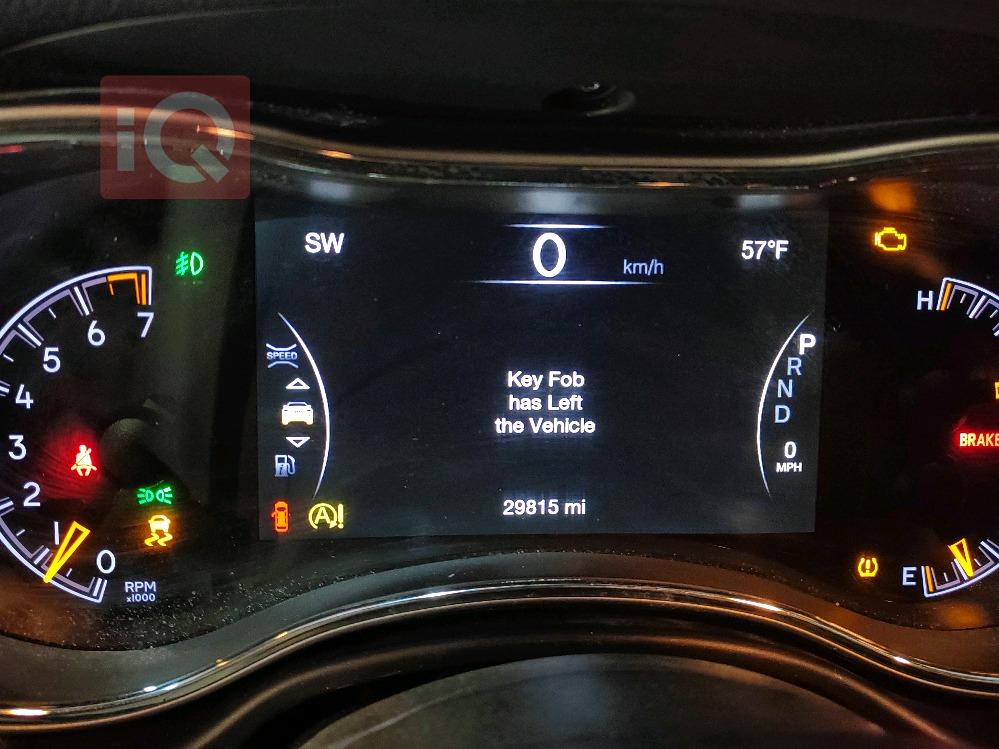 iQ
SW
0
km/h
57°F
H
7
6
5
4
3
2
1
0
RPM
x1000
SPEED
Key Fob
has Left
the Vehicle
29815 mi
P
R
N
D
0
MPH
A!
BRAKE
E